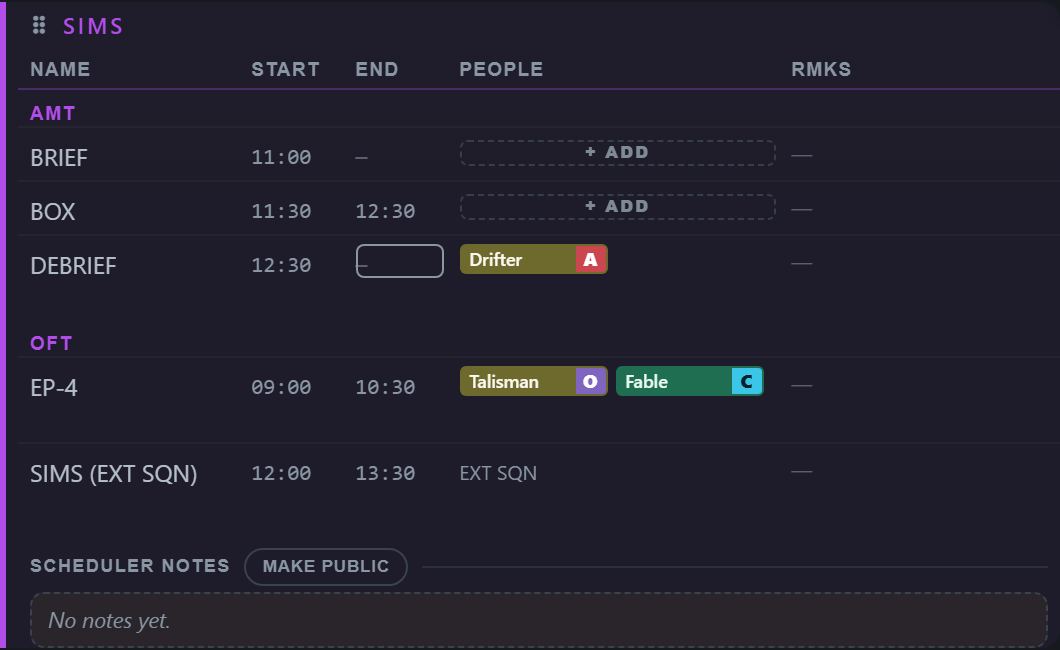 SIMS
NAME START END PEOPLE RMKS
AMT
BRIEF 11:00 — + ADD —
BOX 11:30 12:30 + ADD —
DEBRIEF 12:30 — Drifter A —
OFT
EP-4 09:00 10:30 Talisman O Fable C —
SIMS (EXT SQN) 12:00 13:30 EXT SQN —
SCHEDULER NOTES MAKE PUBLIC
No notes yet.